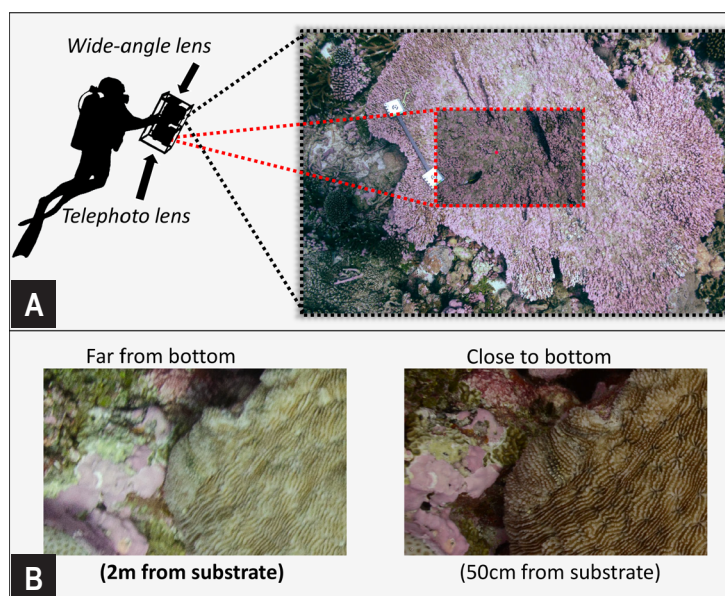 Wide-angle lens
Telephoto lens
A
Far from bottom
Close to bottom
(2m from substrate)
(50cm from substrate)
B